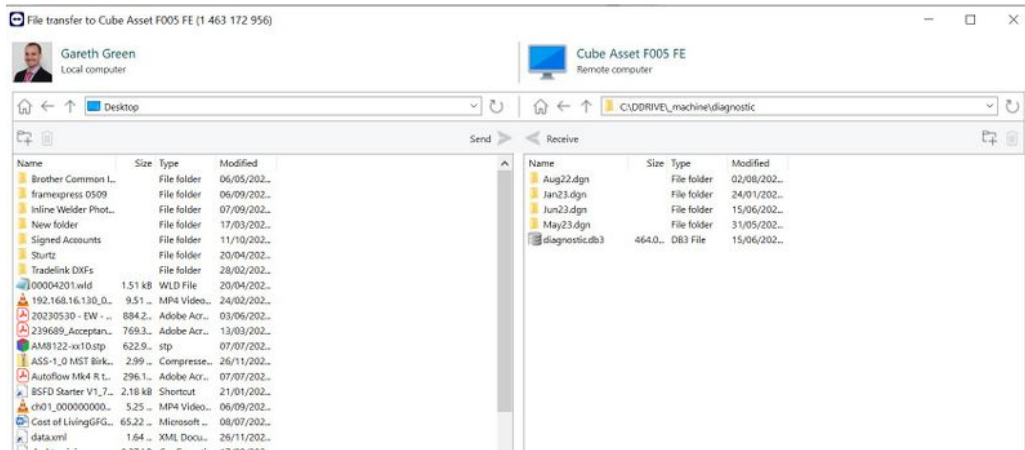 File transfer to Cube Asset F005 FE (1 463 172 956)
Gareth Green
Local computer
Cube Asset F005 FE
Remote computer
Desktop
C:\DDRIVE\_machine\diagnostic
Send
Receive
Name Size Type Modified
Brother Common I... File folder 06/05/202...
framexpress 0509 File folder 06/09/202...
Inline Welder Phot... File folder 07/09/202...
New folder File folder 17/03/202...
Signed Accounts File folder 11/10/202...
Sturtz File folder 20/04/202...
Tradelink DXFs File folder 28/02/202...
00004201.wld 1.51 kB WLD File 20/04/202...
192.168.16.130_0... 9.51 ... MP4 Video... 24/02/202...
20230530 - EW - ... 884.2... Adobe Acr... 03/06/202...
239689_Acceptan... 769.3... Adobe Acr... 13/03/202...
AM8122-xx10.stp 622.9... stp 07/07/202...
ASS-1_0 MST Birk... 2.99 ... Compresse... 26/11/202...
Autoflow Mk4 R t... 296.1... Adobe Acr... 07/07/202...
BSFD Starter V1_7... 2.18 kB Shortcut 21/01/202...
ch01_000000000... 5.25 ... MP4 Video... 06/09/202...
Cost of LivingGFG... 65.22 ... Microsoft ... 08/07/202...
data.xml 1.64 ... XML Docu... 26/11/202...
Name Size Type Modified
Aug22.dgn File folder 02/08/202...
Jan23.dgn File folder 24/01/202...
Jun23.dgn File folder 15/06/202...
May23.dgn File folder 31/05/202...
diagnostic.db3 464.0... DB3 File 15/06/202...